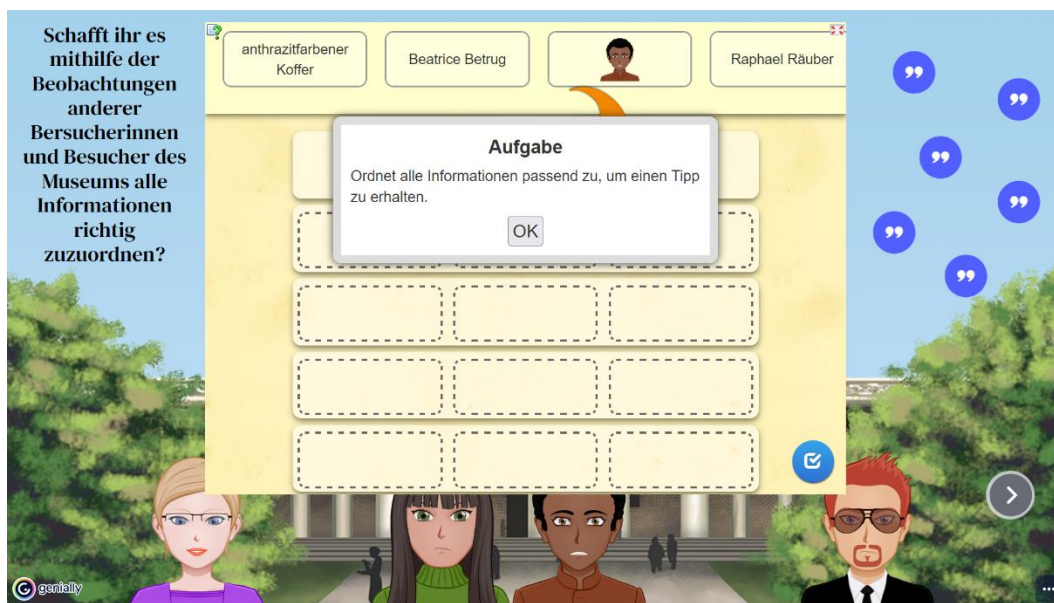 Schafft ihr es
mithilfe der
Beobachtungen
anderer
Bersucherinnen
und Besucher des
Museums alle
Informationen
richtig
zuzuordnen?
anthrazitfarbener
Koffer
Beatrice Betrug
Raphael Räuber
Aufgabe
Ordnet alle Informationen passend zu, um einen Tipp
zu erhalten.
OK
genially